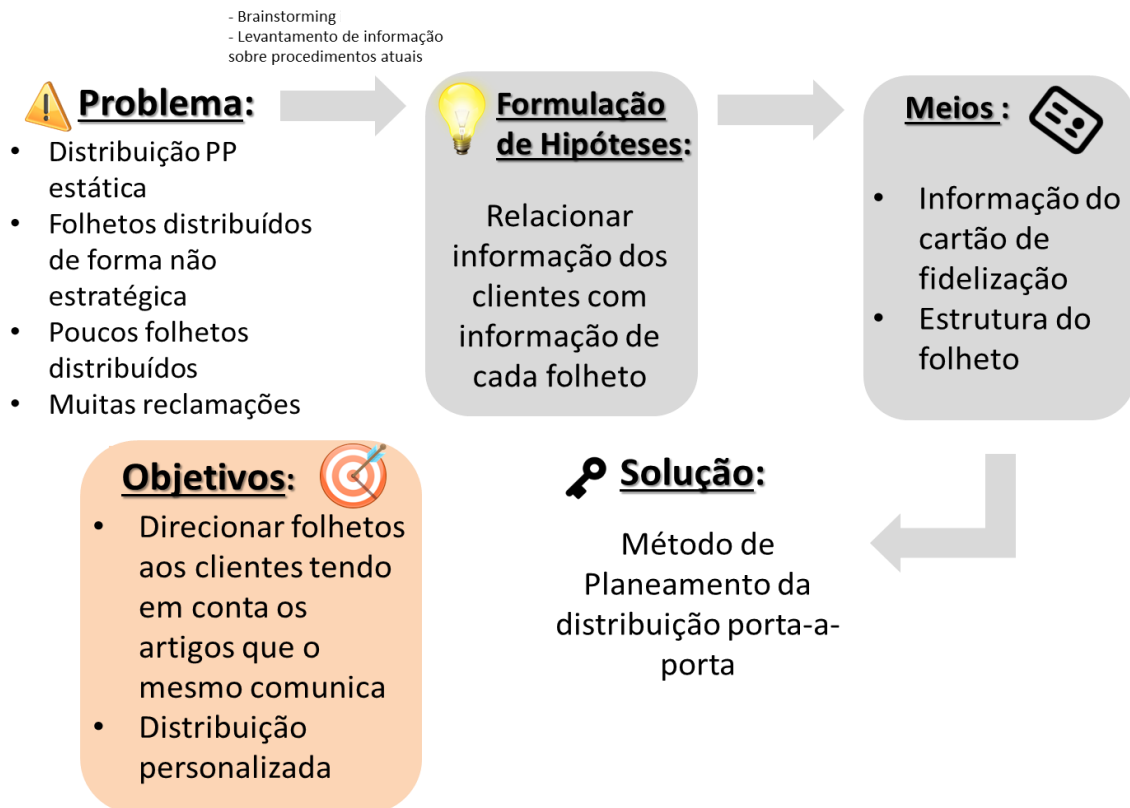 - Brainstorming
- Levantamento de informação
sobre procedimentos atuais
Problema:
• Distribuição PP
estática
• Folhetos distribuídos
de forma não
estratégica
• Poucos folhetos
distribuídos
• Muitas reclamações
Formulação
de Hipóteses:
Relacionar
informação dos
clientes com
informação de
cada folheto
Meios :
• Informação do
cartão de
fidelização
• Estrutura do
folheto
Objetivos:
• Direcionar folhetos
aos clientes tendo
em conta os
artigos que o
mesmo comunica
• Distribuição
personalizada
Solução:
Método de
Planeamento da
distribuição porta-a-
porta